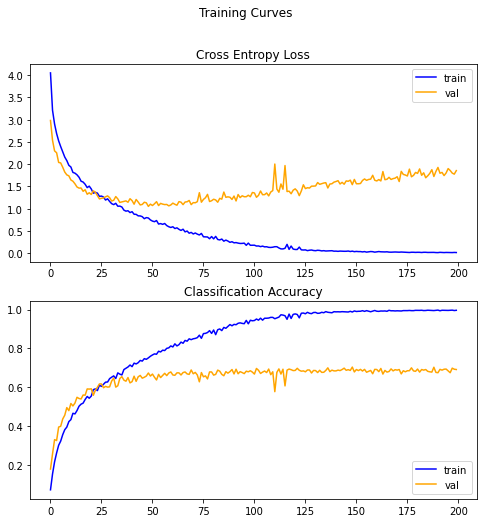 Training Curves
Cross Entropy Loss
4.0
3.5
3.0
2.5
2.0
1.5
1.0
0.5
0.0
train
val
0 25 50 75 100 125 150 175 200
Classification Accuracy
1.0
0.8
0.6
0.4
0.2
train
val
0 25 50 75 100 125 150 175 200